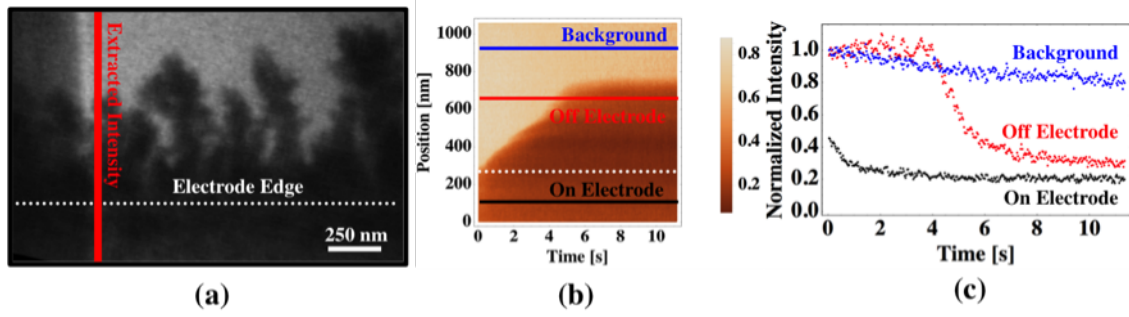 Extracted Intensity
Electrode Edge
250 nm
(a)
Position [nm]
1000
800
600
400
200
0
Background
Off Electrode
On Electrode
0 2 4 6 8 10
Time [s]
0.8
0.6
0.4
0.2
(b)
Normalized Intensity
1.0
0.8
0.6
0.4
0.2
0.0
Background
Off Electrode
On Electrode
0 2 4 6 8 10
Time [s]
(c)